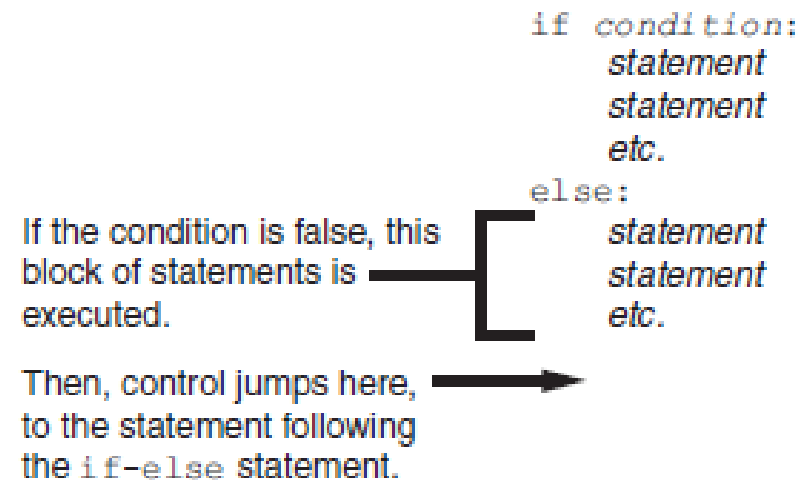 if condition:
statement
statement
etc.
else:
statement
statement
etc.
If the condition is false, this
block of statements is
executed.
Then, control jumps here,
to the statement following
the if-else statement.